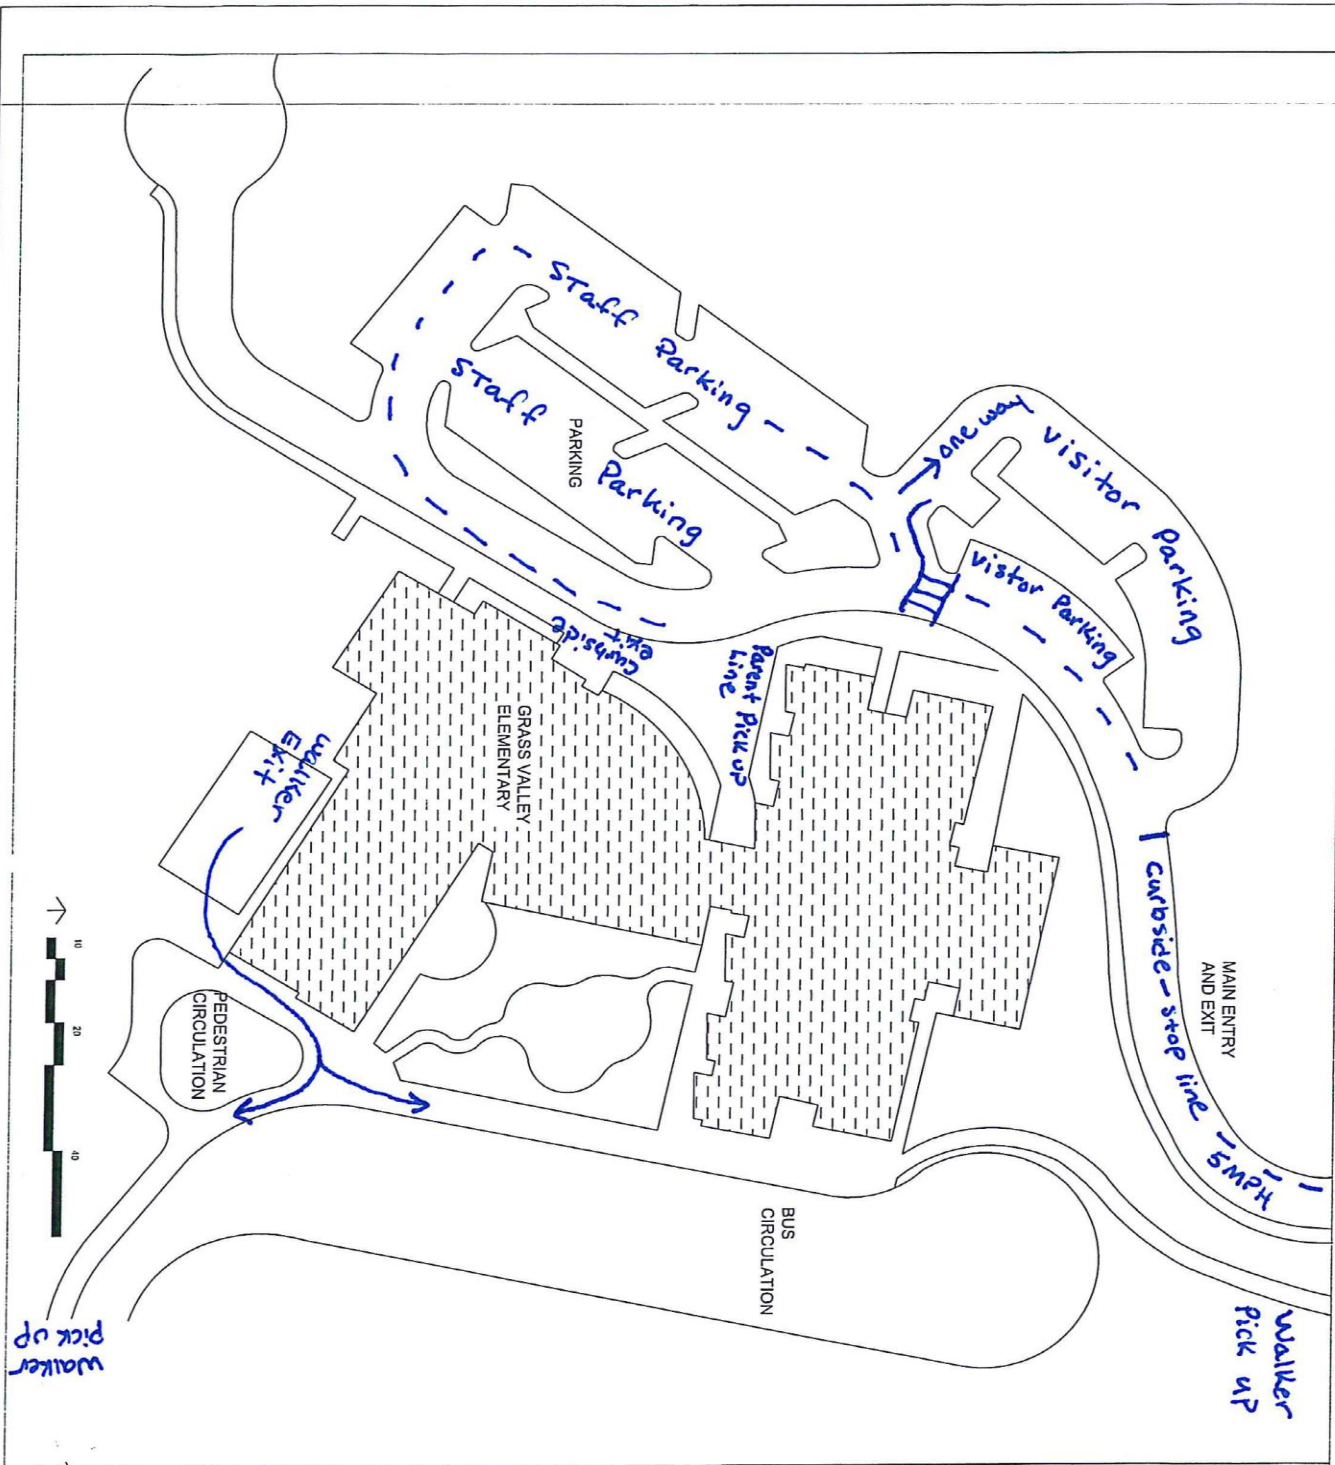 Staff Parking
Staff Parking
PARKING
one way
Visitor Parking
Vistor Parking
Curbside
exit
Parent Pick up
Line
GRASS VALLEY
ELEMENTARY
Walker
Exit
MAIN ENTRY
AND EXIT
curbside - stop line
5MPH
PEDESTRIAN
CIRCULATION
BUS
CIRCULATION
10
20
40
Walker
Pick up
Walker
Pick up